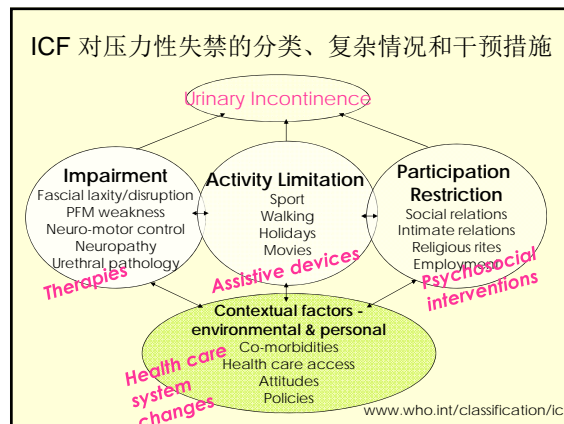 ICF 对压力性失禁的分类、复杂情况和干预措施
Urinary Incontinence
Impairment
Fascial laxity/disruption
PFM weakness
Neuro-motor control
Neuropathy
Urethral pathology
Therapies
Activity Limitation
Sport
Walking
Holidays
Movies
Assistive devices
Participation
Restriction
Social relations
Intimate relations
Religious rites
Employment
Psychosocial
interventions
Contextual factors -
environmental & personal
Co-morbidities
Health care access
Attitudes
Policies
Health care
system
changes
www.who.int/classification/ic